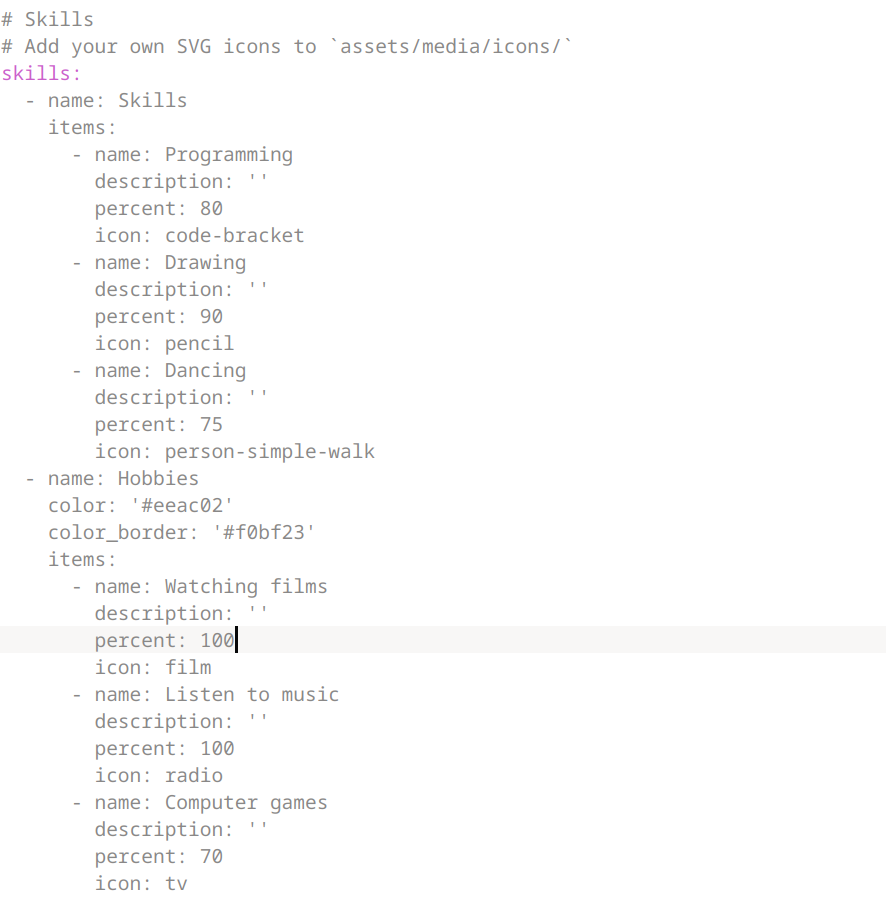 # Skills
# Add your own SVG icons to `assets/media/icons/`
skills:
  - name: Skills
    items:
      - name: Programming
        description: ''
        percent: 80
        icon: code-bracket
      - name: Drawing
        description: ''
        percent: 90
        icon: pencil
      - name: Dancing
        description: ''
        percent: 75
        icon: person-simple-walk
  - name: Hobbies
    color: '#eeac02'
    color_border: '#f0bf23'
    items:
      - name: Watching films
        description: ''
        percent: 100
        icon: film
      - name: Listen to music
        description: ''
        percent: 100
        icon: radio
      - name: Computer games
        description: ''
        percent: 70
        icon: tv